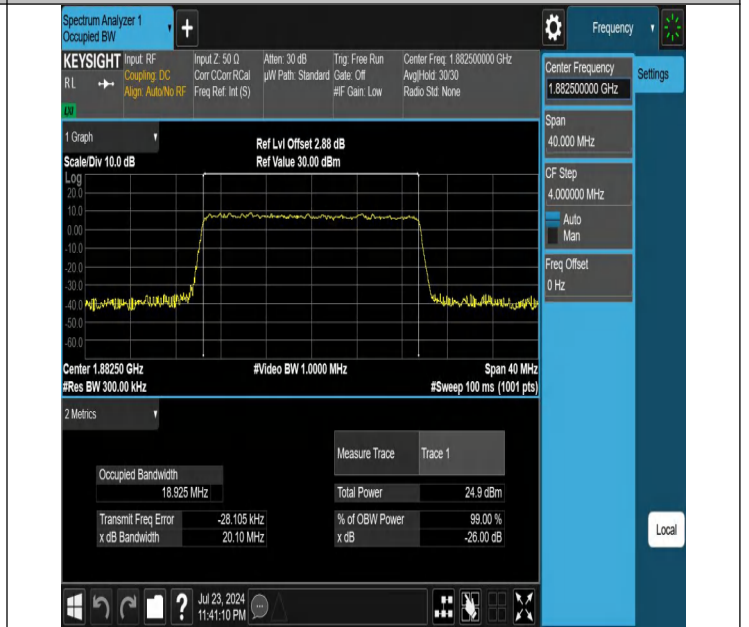 Spectrum Analyzer 1
Occupied BW
Frequency
KEYSIGHT
R L
Input: RF
Coupling: DC
Align: Auto/No RF
Input Z: 50 Ω
Corr CCorr RCal
Freq Ref: Int (S)
Atten: 30 dB
µW Path: Standard
Trig: Free Run
Gate: Off
#IF Gain: Low
Center Freq: 1.882500000 GHz
Avg|Hold: 30/30
Radio Std: None
Center Frequency
1.882500000 GHz
Settings
Span
40.000 MHz
CF Step
4.000000 MHz
Auto
Man
Freq Offset
0 Hz
1 Graph
Scale/Div 10.0 dB
Ref Lvl Offset 2.88 dB
Ref Value 30.00 dBm
Log
20.0
10.0
0.00
-10.0
-20.0
-30.0
-40.0
-50.0
-60.0
Center 1.88250 GHz
#Video BW 1.0000 MHz
Span 40 MHz
#Res BW 300.00 kHz
#Sweep 100 ms (1001 pts)
2 Metrics
Measure Trace
Trace 1
Occupied Bandwidth
18.925 MHz
Total Power
24.9 dBm
Transmit Freq Error
-28.105 kHz
% of OBW Power
99.00 %
x dB Bandwidth
20.10 MHz
x dB
-26.00 dB
Local
?
Jul 23, 2024
11:41:10 PM